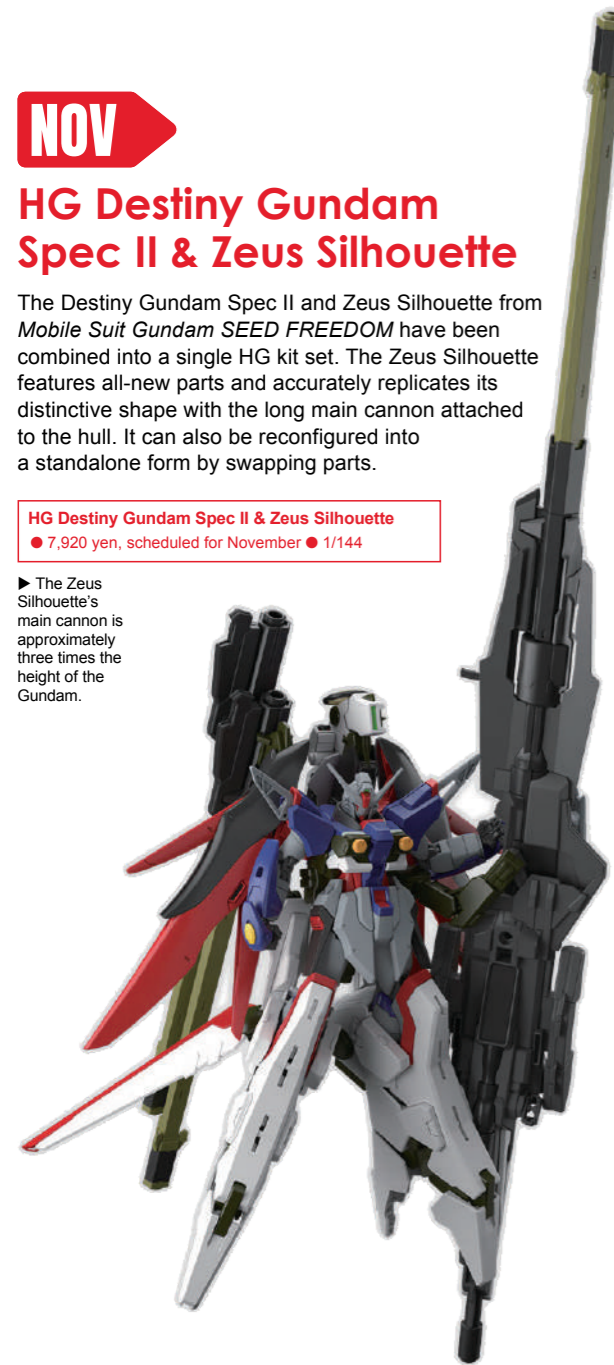 NOV
HG Destiny Gundam
Spec II & Zeus Silhouette
The Destiny Gundam Spec II and Zeus Silhouette from
Mobile Suit Gundam SEED FREEDOM have been
combined into a single HG kit set. The Zeus Silhouette
features all-new parts and accurately replicates its
distinctive shape with the long main cannon attached
to the hull. It can also be reconfigured into
a standalone form by swapping parts.
HG Destiny Gundam Spec II & Zeus Silhouette
● 7,920 yen, scheduled for November ● 1/144
▶ The Zeus
Silhouette's
main cannon is
approximately
three times the
height of the
Gundam.